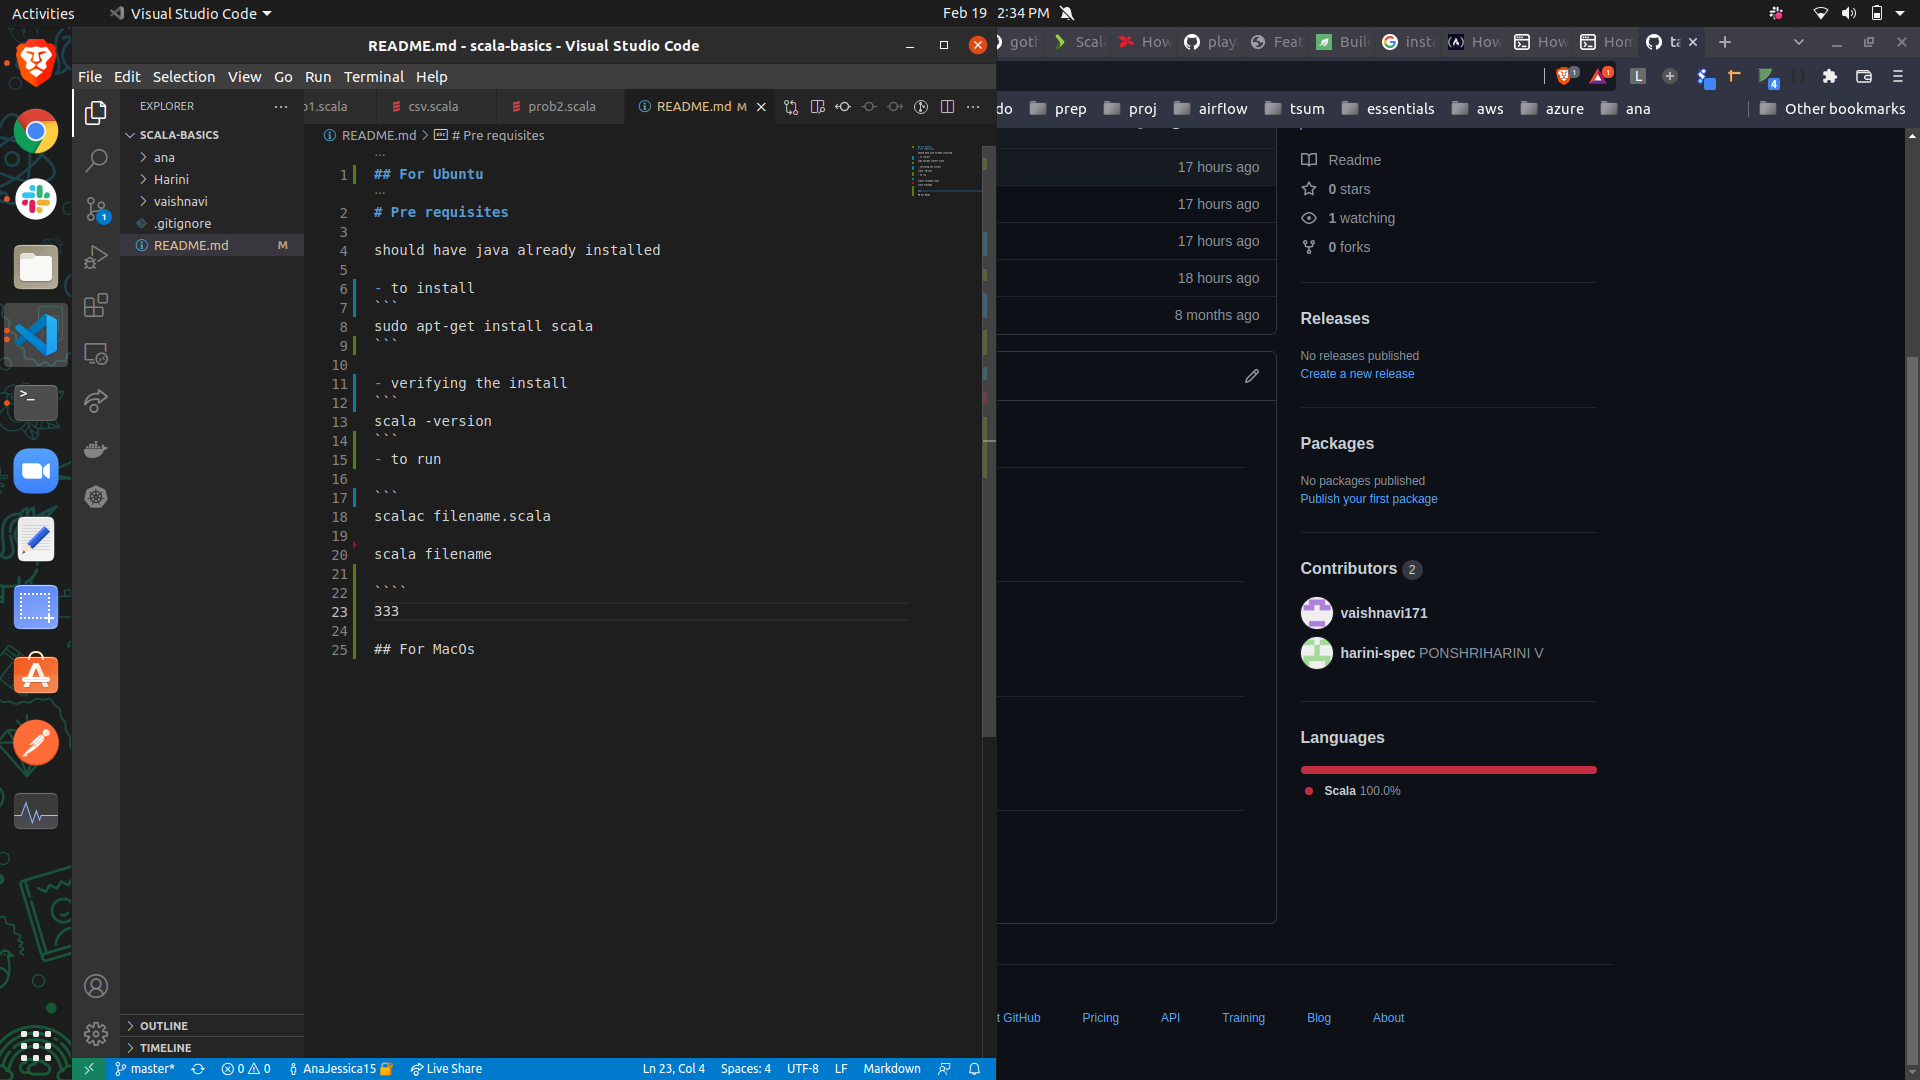 Activities
Visual Studio Code
Feb 19 2:34 PM
README.md - scala-basics - Visual Studio Code
File Edit Selection View Go Run Terminal Help
EXPLORER
SCALA-BASICS
ana
Harini
vaishnavi
.gitignore
README.md M
OUTLINE
TIMELINE
1
1.scala
csv.scala
prob2.scala
README.md M
README.md > # Pre requisites
1 ## For Ubuntu
2 # Pre requisites
3
4 should have java already installed
5
6 - to install
7 ```
8 sudo apt-get install scala
9 ```
10
11 - verifying the install
12 ```
13 scala -version
14 ```
15 - to run
16
17 ```
18 scalac filename.scala
19
20 scala filename
21
22 ````
23 333
24
25 ## For MacOs
master*
0 0
AnaJessica15
Live Share
Ln 23, Col 4
Spaces: 4
UTF-8
LF
Markdown
goth
Scal
How
play
Feat
Buil
inst
How
How
Hom
ta
1
1
L
4
do
prep
proj
airflow
tsum
essentials
aws
azure
ana
Other bookmarks
17 hours ago
17 hours ago
17 hours ago
18 hours ago
8 months ago
Readme
0 stars
1 watching
0 forks
Releases
No releases published
Create a new release
Packages
No packages published
Publish your first package
Contributors 2
vaishnavi171
harini-spec PONSHRIHARINI V
Languages
Scala 100.0%
t GitHub
Pricing
API
Training
Blog
About